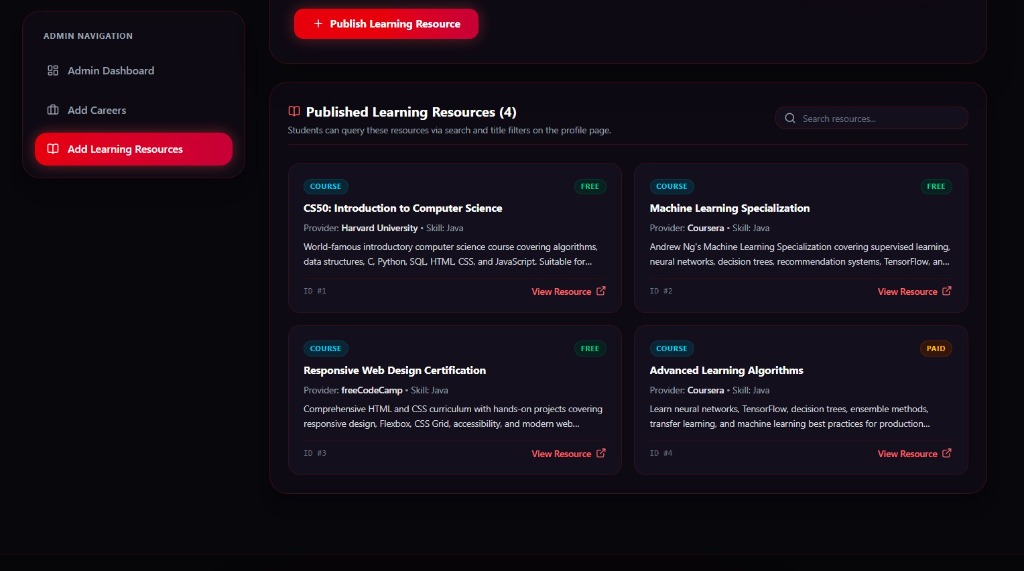 Publish Learning Resource
ADMIN NAVIGATION
Admin Dashboard
Add Careers
Add Learning Resources
Published Learning Resources (4)
Students can query these resources via search and title filters on the profile page.
Search resources...
COURSE
FREE
CS50: Introduction to Computer Science
Provider: Harvard University • Skill: Java
World-famous introductory computer science course covering algorithms,
data structures, C, Python, SQL, HTML, CSS, and JavaScript. Suitable for...
ID #1
View Resource
COURSE
FREE
Machine Learning Specialization
Provider: Coursera • Skill: Java
Andrew Ng's Machine Learning Specialization covering supervised learning,
neural networks, decision trees, recommendation systems, TensorFlow, an...
ID #2
View Resource
COURSE
FREE
Responsive Web Design Certification
Provider: freeCodeCamp • Skill: Java
Comprehensive HTML and CSS curriculum with hands-on projects covering
responsive design, Flexbox, CSS Grid, accessibility, and modern web...
ID #3
View Resource
COURSE
PAID
Advanced Learning Algorithms
Provider: Coursera • Skill: Java
Learn neural networks, TensorFlow, decision trees, ensemble methods,
transfer learning, and machine learning best practices for production...
ID #4
View Resource